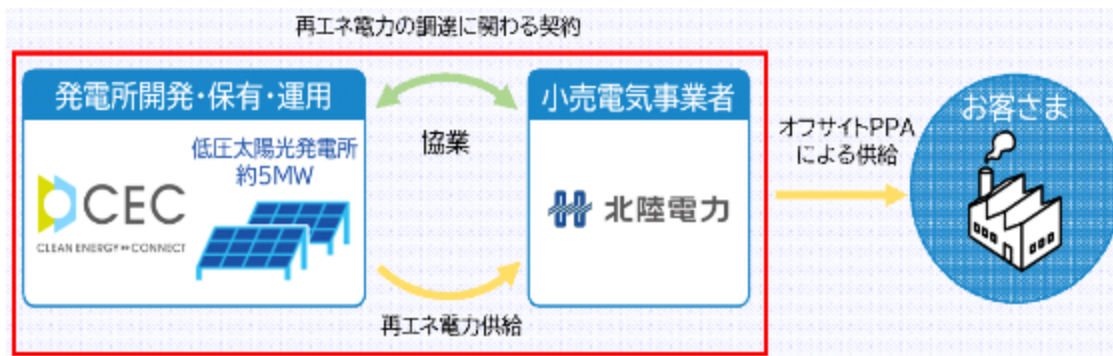 再エネ電力の調達に関わる契約
発電所開発・保有・運用
低圧太陽光発電所
約5MW
CEC
CLEAN ENERGY CONNECT
協業
再エネ電力供給
小売電気事業者
北陸電力
オフサイトPPA
による供給
お客さま